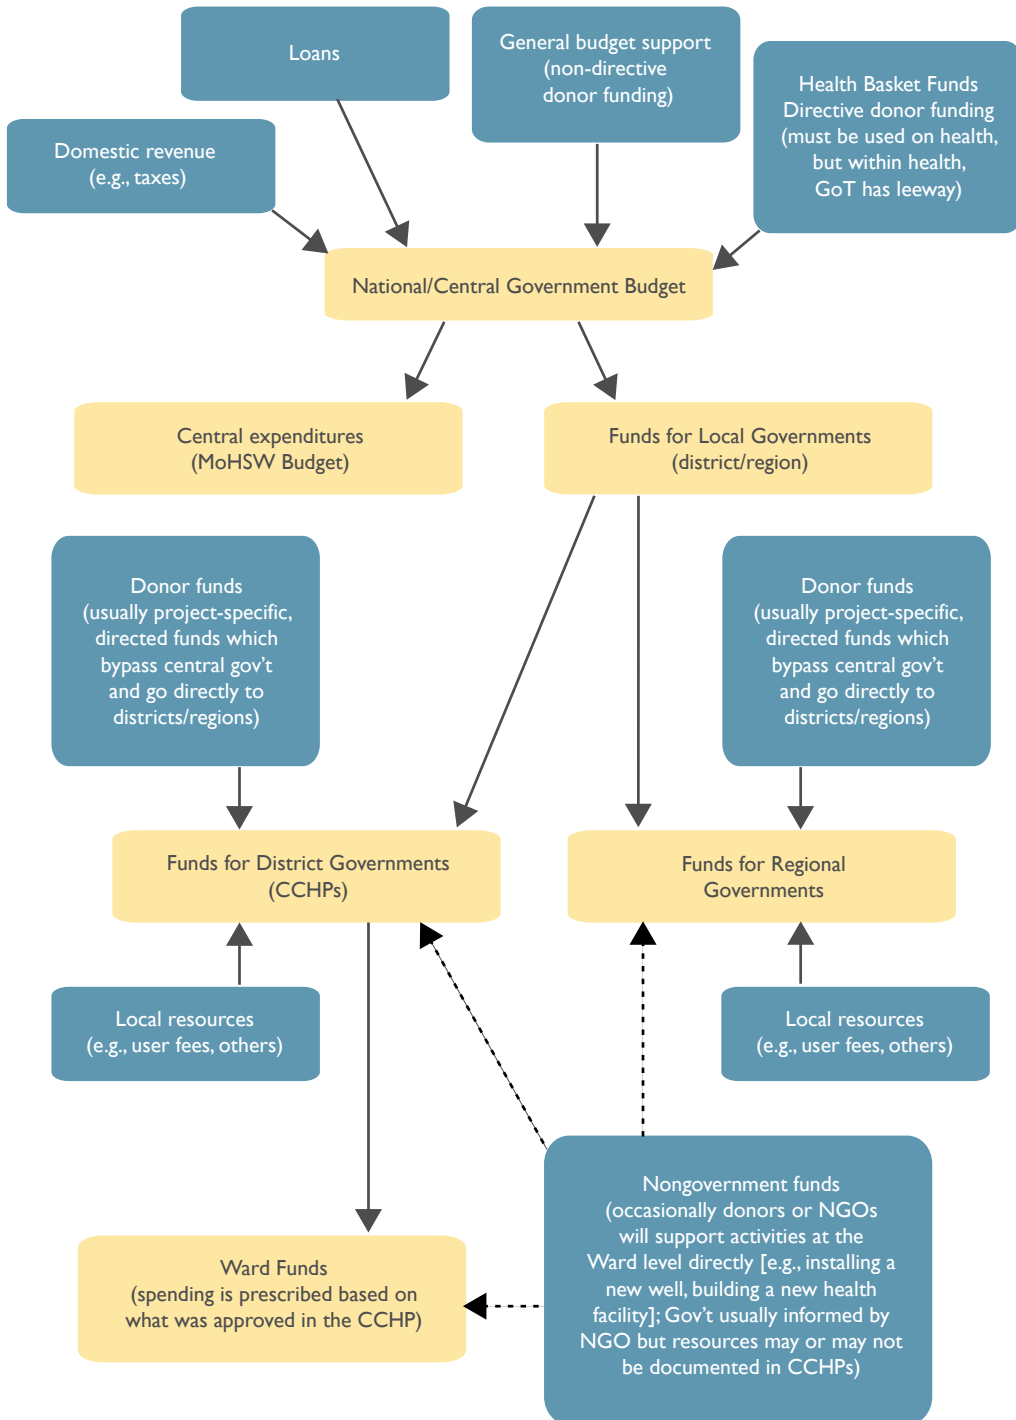 Loans
General budget support
(non-directive
donor funding)
Health Basket Funds
Directive donor funding
(must be used on health,
but within health,
GoT has leeway)
Domestic revenue
(e.g., taxes)
National/Central Government Budget
Central expenditures
(MoHSW Budget)
Funds for Local Governments
(district/region)
Donor funds
(usually project-specific,
directed funds which
bypass central gov't
and go directly to
districts/regions)
Donor funds
(usually project-specific,
directed funds which
bypass central gov't
and go directly to
districts/regions)
Funds for District Governments
(CCHPs)
Funds for Regional
Governments
Local resources
(e.g., user fees, others)
Local resources
(e.g., user fees, others)
Nongovernment funds
(occasionally donors or NGOs
will support activities at the
Ward level directly [e.g., installing a
new well, building a new health
facility]; Gov't usually informed by
NGO but resources may or may not
be documented in CCHPs)
Ward Funds
(spending is prescribed based on
what was approved in the CCHP)